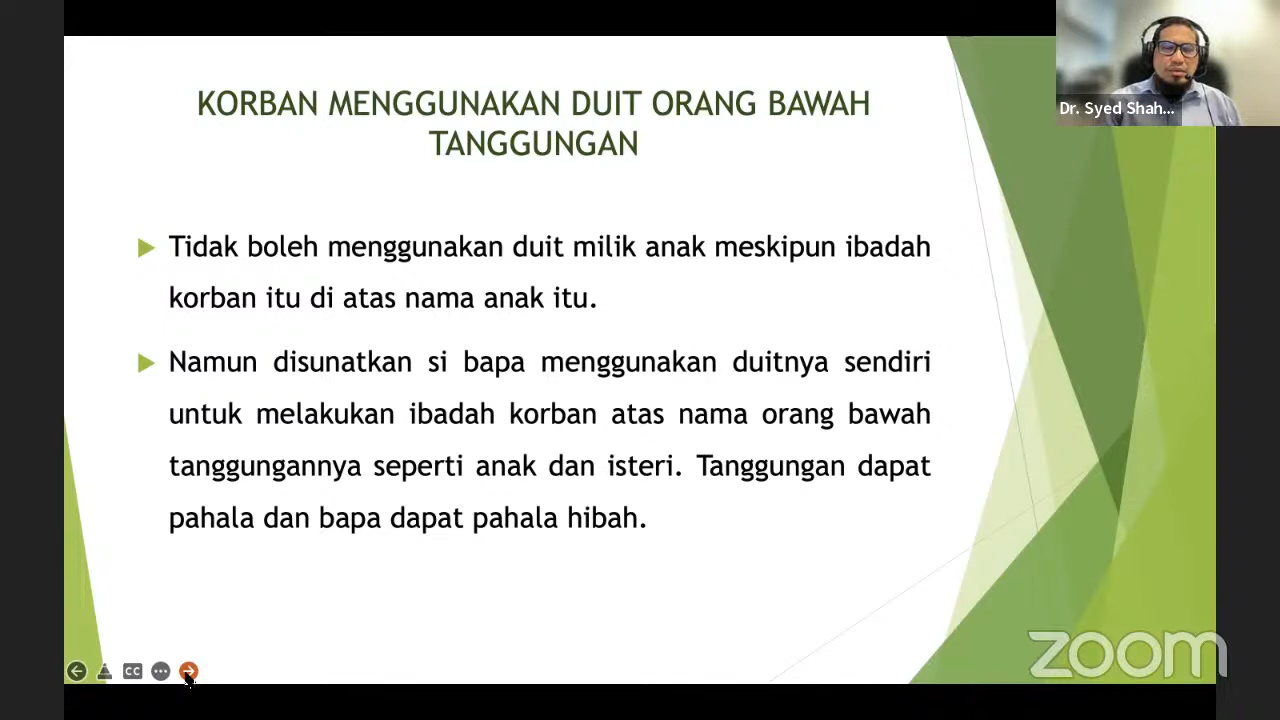 KORBAN MENGGUNAKAN DUIT ORANG BAWAH
TANGGUNGAN
Tidak boleh menggunakan duit milik anak meskipun ibadah
korban itu di atas nama anak itu.
Namun disunatkan si bapa menggunakan duitnya sendiri
untuk melakukan ibadah korban atas nama orang bawah
tanggungannya seperti anak dan isteri. Tanggungan dapat
pahala dan bapa dapat pahala hibah.
Dr. Syed Shah...
CC
zoom